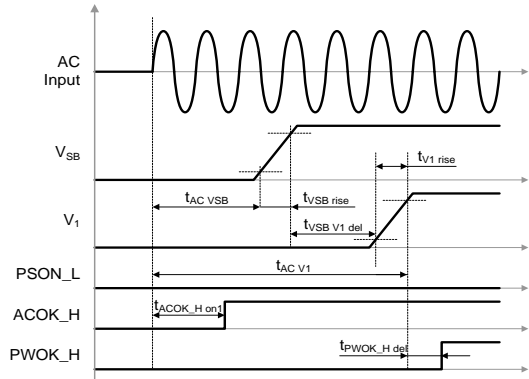 AC
Input
VSB
tV1 rise
tAC VSB
tVSB rise
V1
tVSB V1 del
tAC V1
PSON_L
ACOK_H
tACOK_H on1
PWOK_H
tPWOK_H del